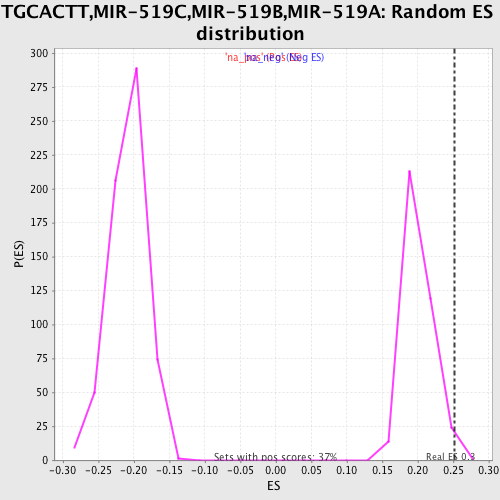 TGCACTT,MIR-519C,MIR-519B,MIR-519A: Random ES
distribution
'na_neg' (Neg ES)
300
275
250
225
200
175
150
125
100
75
50
25
0
P(ES)
Sets with pos scores: 37%
Real ES 0.3
-0.30 -0.25 -0.20 -0.15 -0.10 -0.05 0.00 0.05 0.10 0.15 0.20 0.25 0.30
ES